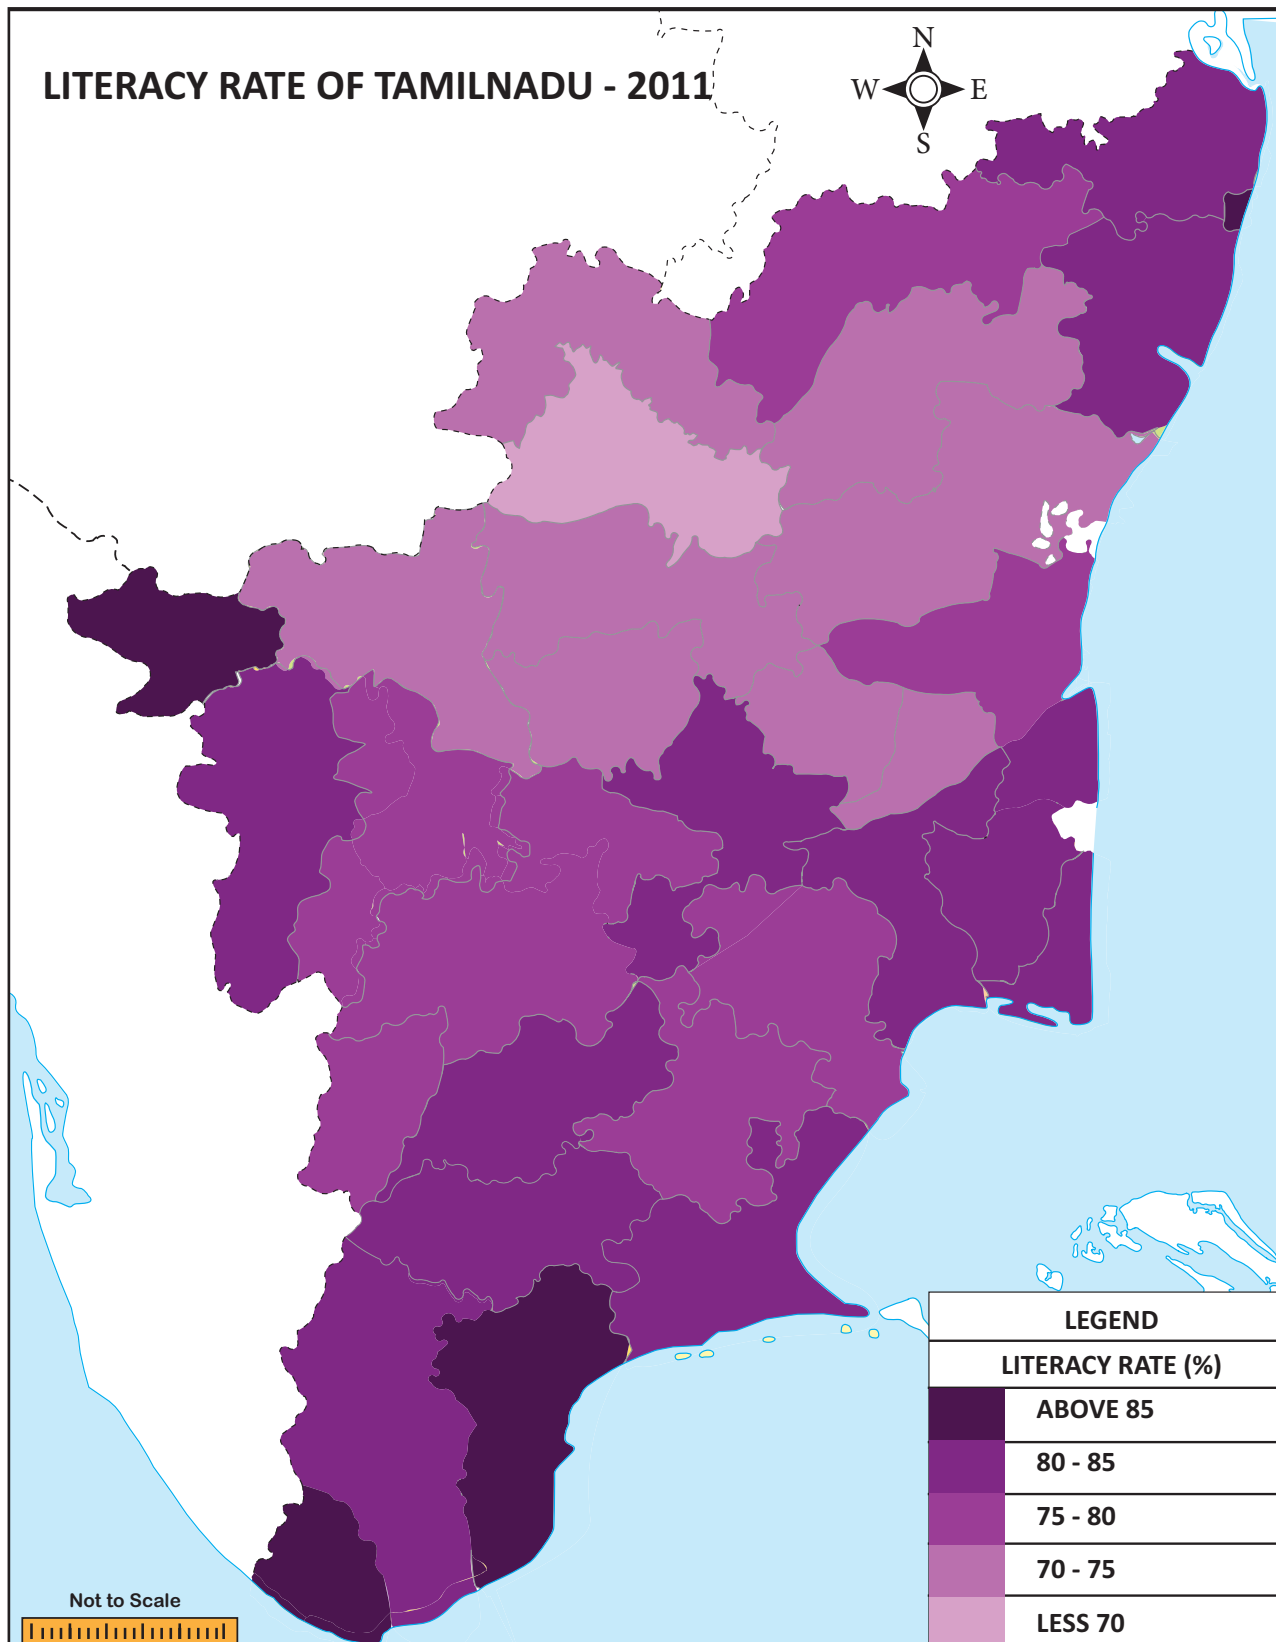 LITERACY RATE OF TAMILNADU - 2011
N
W
E
S
LEGEND
LITERACY RATE (%)
ABOVE 85
80 - 85
75 - 80
70 - 75
LESS 70
Not to Scale